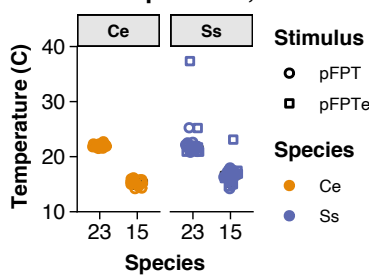 Ce Ss
Temperature (C)
40
30
20
10
23 15 23 15
Species
Stimulus
pFPT
pFPTe
Species
Ce
Ss